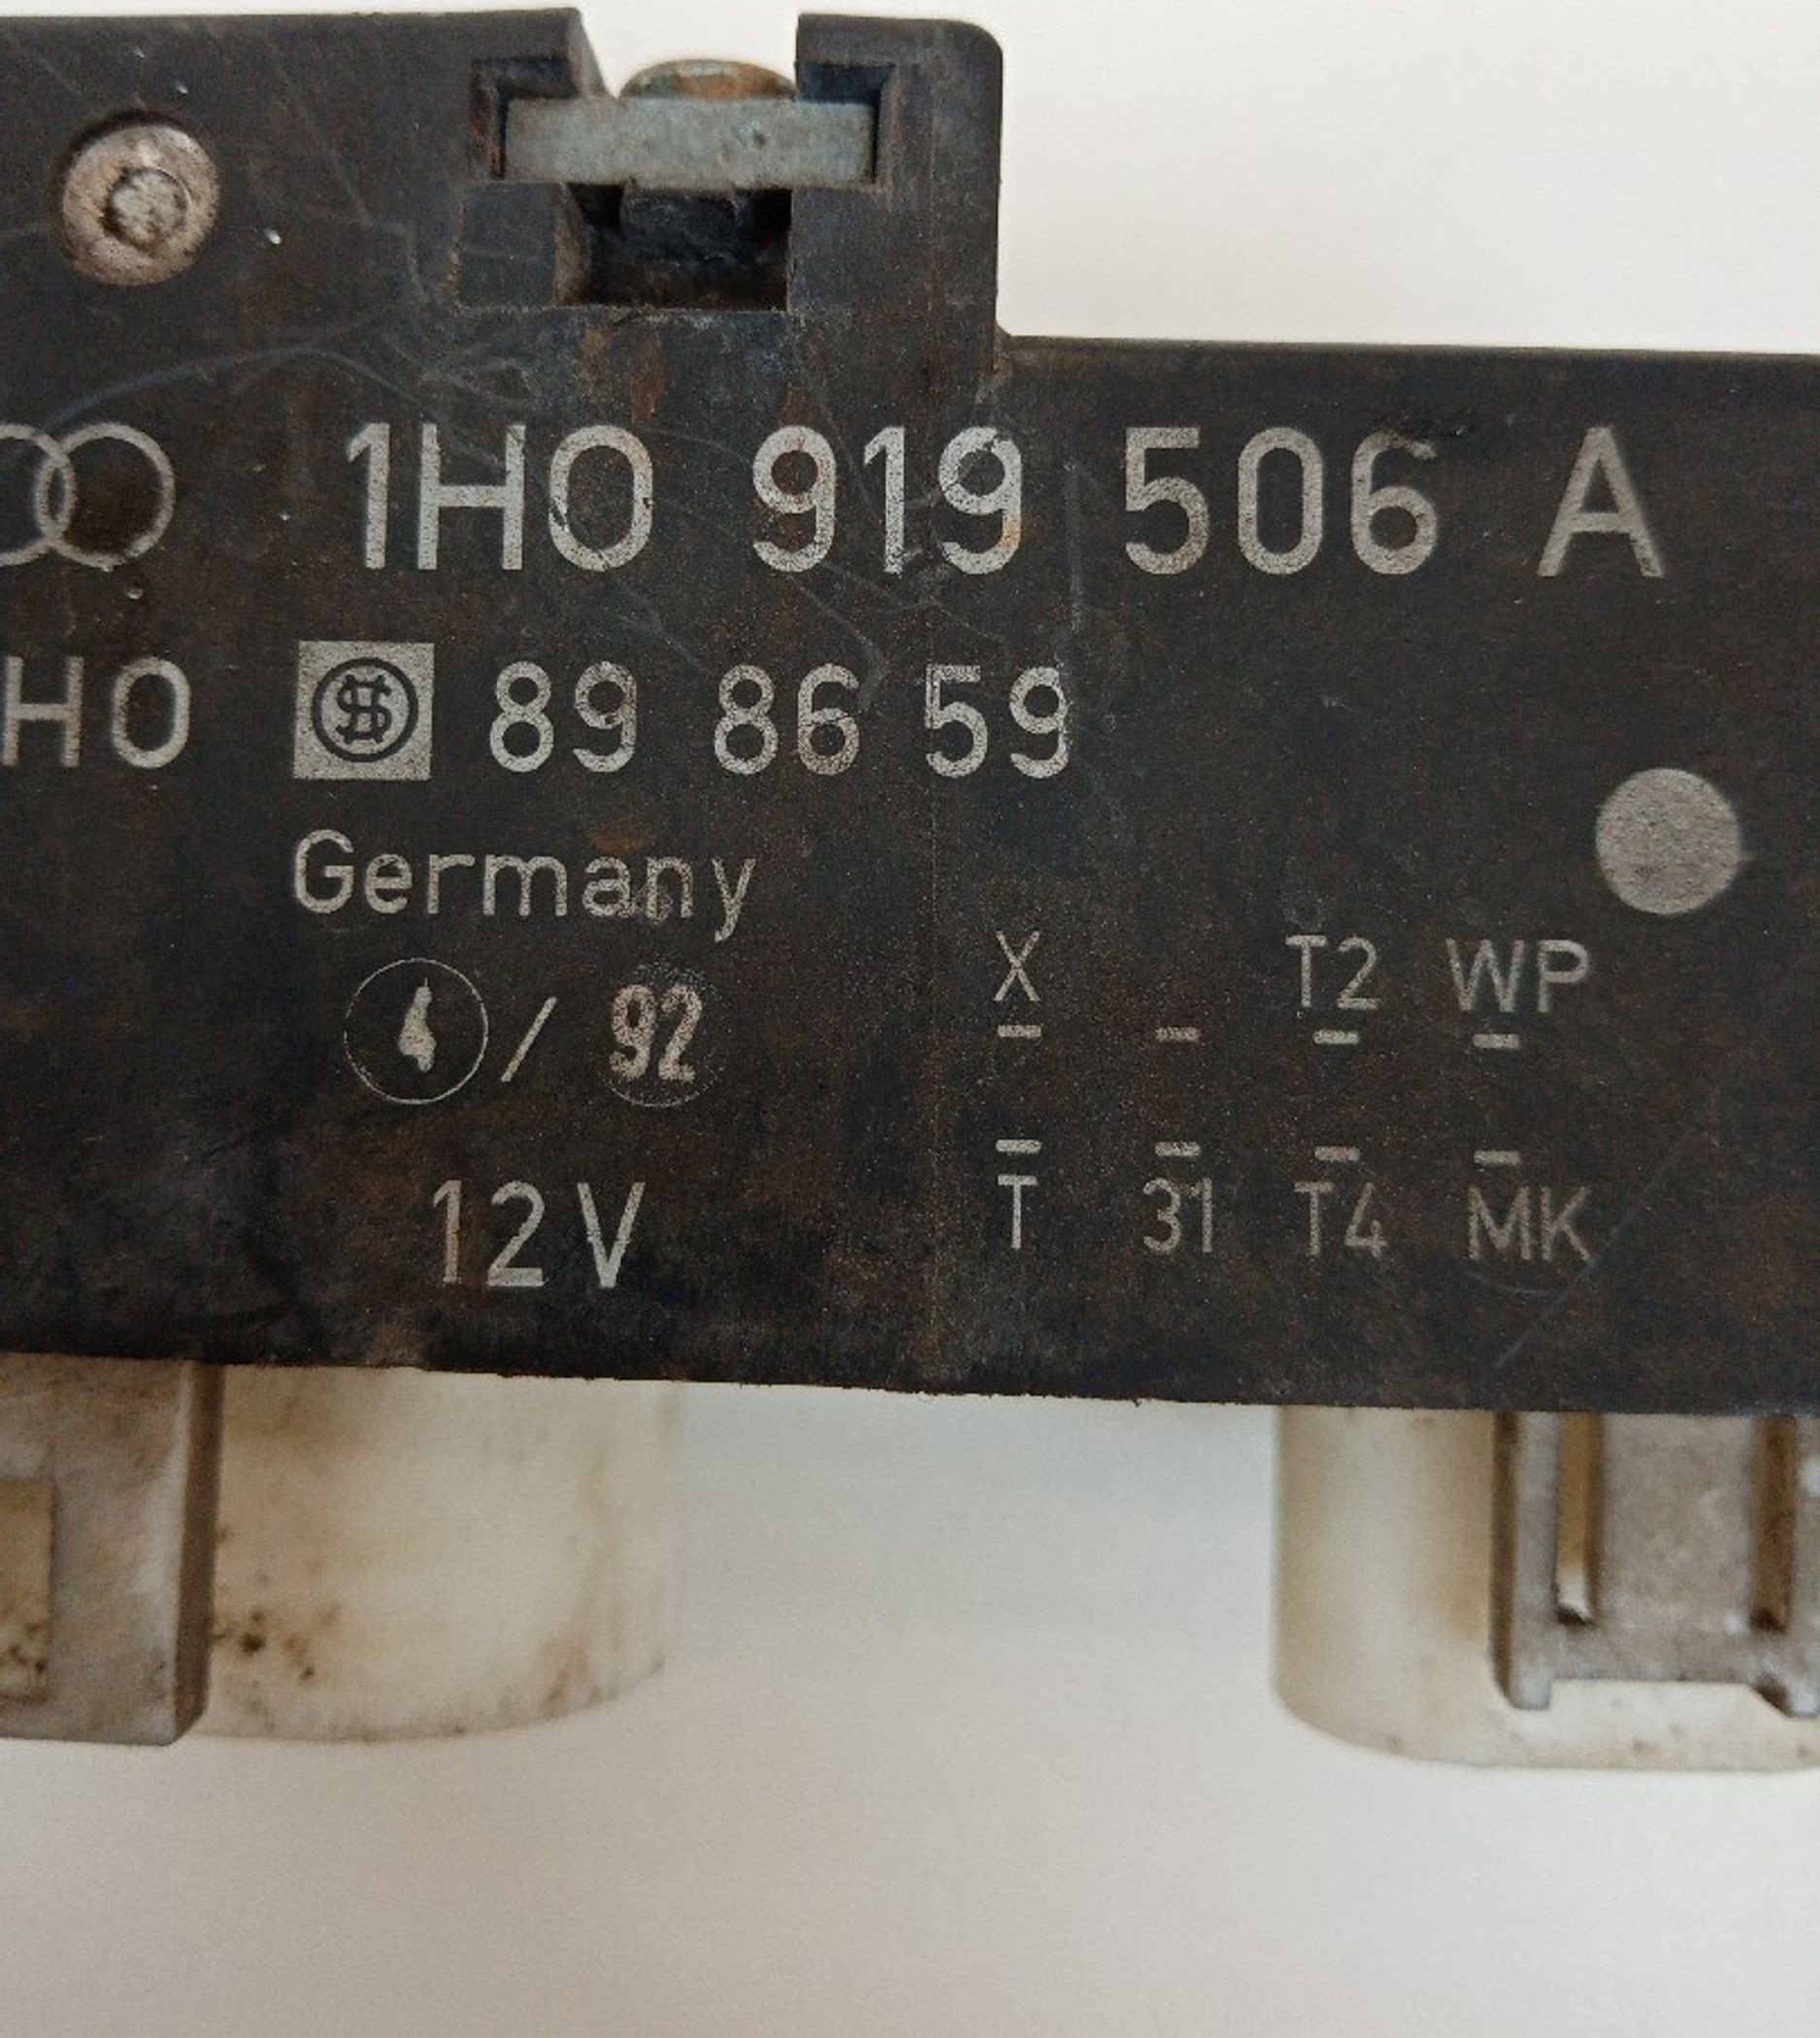 1H0 919 506 A
HO 89 86 59
Germany
4 / 92
X T2 WP
12V
T 31 T4 MK